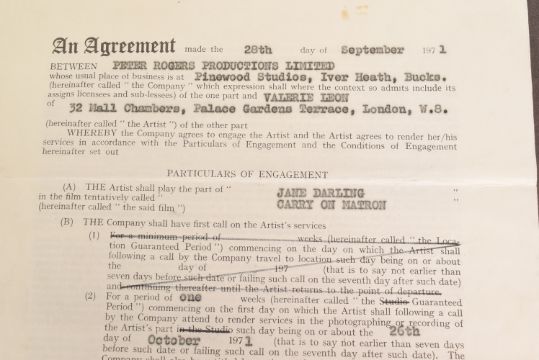 An Agreement made the 28th day of September 1971
BETWEEN PETER ROGERS PRODUCTIONS LIMITED
whose usual place of business is at Pinewood Studios, Iver Heath, Bucks.
(hereinafter called " the Company " which expression shall where the context so admits include its
assigns licensees and sub-lessees) of the one part and VALERIE LEON
of 32 Mall Chambers, Palace Gardens Terrace, London, W.8.
(hereinafter called " the Artist ") of the other part
WHEREBY the Company agrees to engage the Artist and the Artist agrees to render her/his
services in accordance with the Particulars of Engagement and the Conditions of Engagement
hereinafter set out
PARTICULARS OF ENGAGEMENT
(A) THE Artist shall play the part of " JANE DARLING "
in the film tentatively called " CARRY ON MATRON "
(hereinafter called " the said film ")
(B) THE Company shall have first call on the Artist's services
(1) For a minimum period of weeks (hereinafter called " the Loca-
tion Guaranteed Period ") commencing on the day on which the Artist shall
following a call by the Company travel to location such day being on or about
the day of 197 (that is to say not earlier than
seven days before such date or failing such call on the seventh day after such date)
and continuing thereafter until the Artist returns to the point of departure.
(2) For a period of one weeks (hereinafter called " the Studio Guaranteed
Period ") commencing on the first day on which the Artist shall following a call
by the Company attend to render services in the photographing or recording of
the Artist's part in the Studio such day being on or about the 26th
day of October 1971 (that is to say not earlier than seven days
before such date or failing such call on the seventh day after such date). The